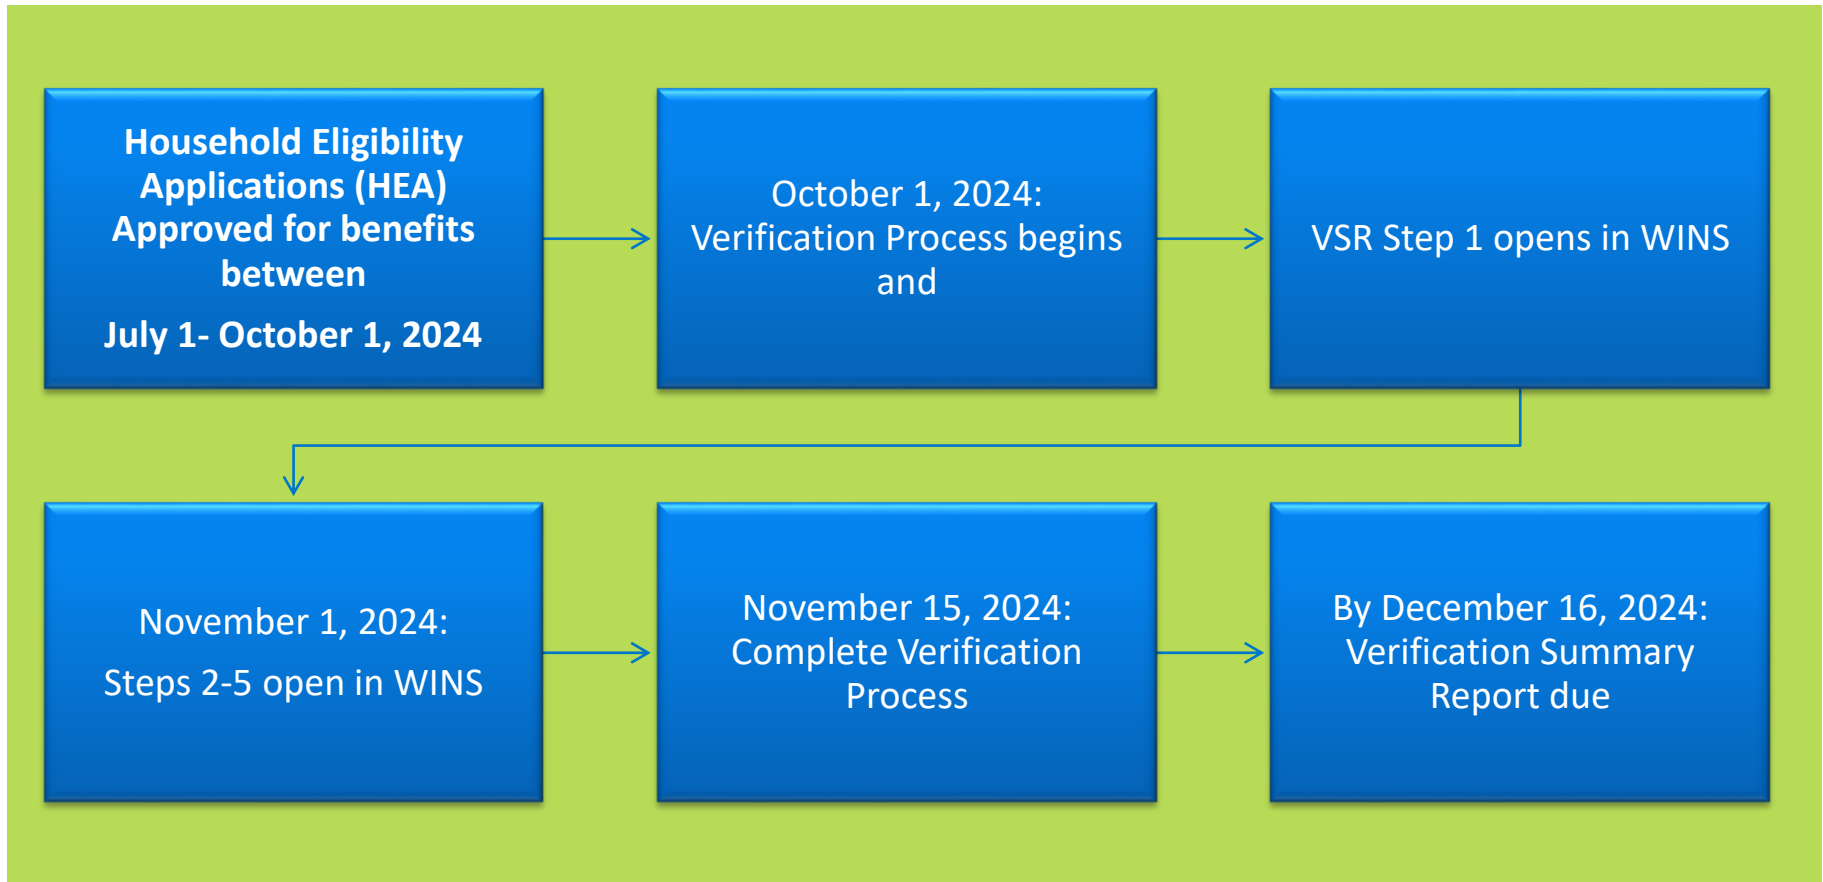 Household Eligibility
Applications (HEA)
Approved for benefits
between
July 1- October 1, 2024
October 1, 2024:
Verification Process begins
and
VSR Step 1 opens in WINS
November 1, 2024:
Steps 2-5 open in WINS
November 15, 2024:
Complete Verification
Process
By December 16, 2024:
Verification Summary
Report due